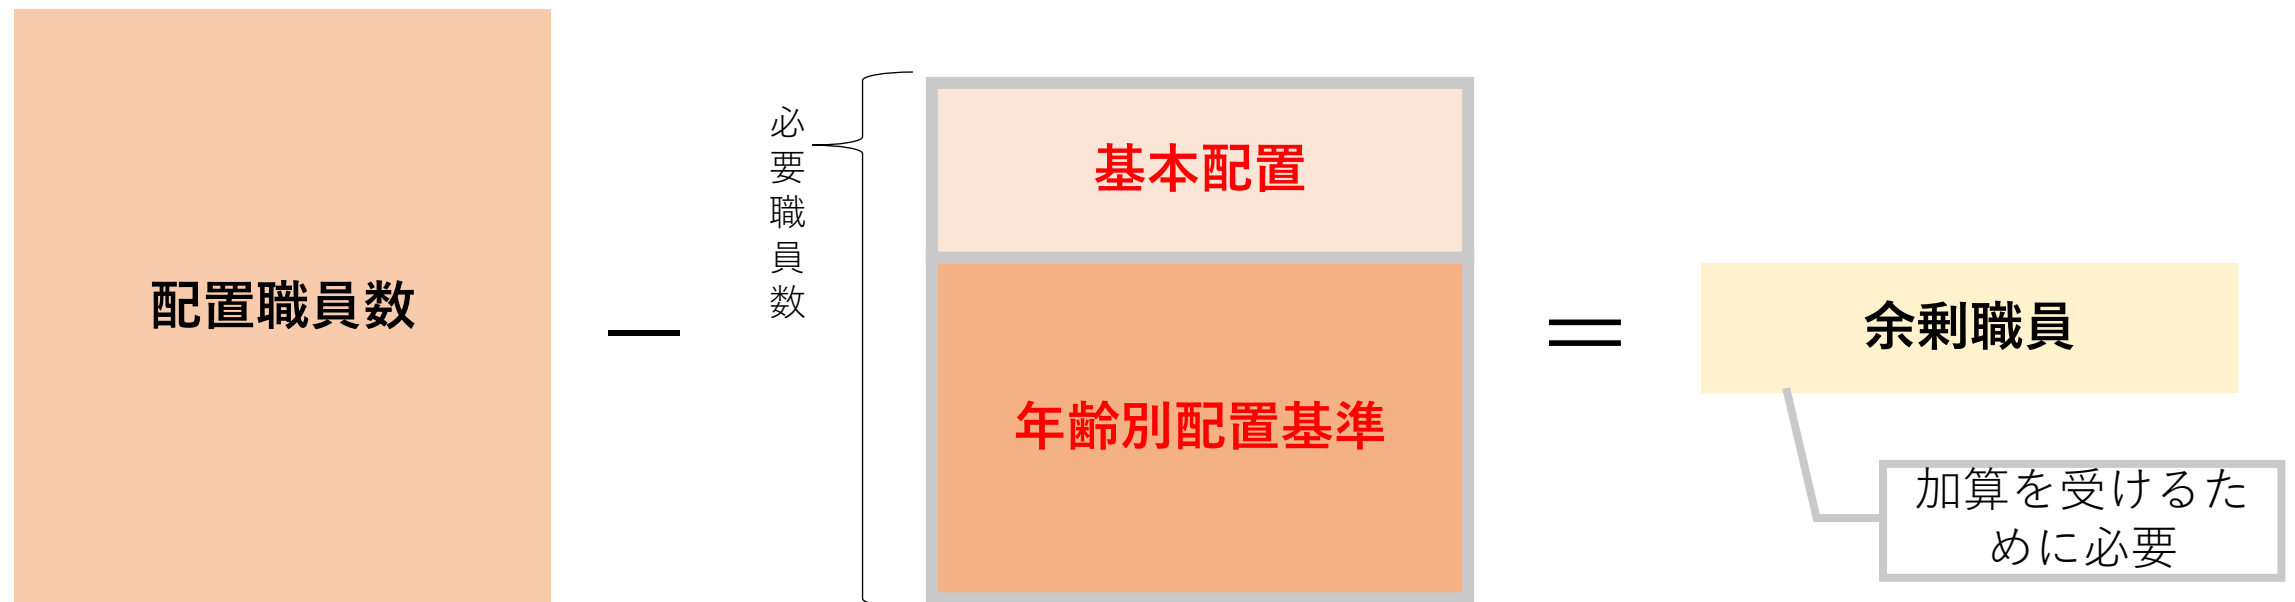 配置職員数
必要職員数
基本配置
年齢別配置基準
余剰職員
加算を受けるた
めに必要